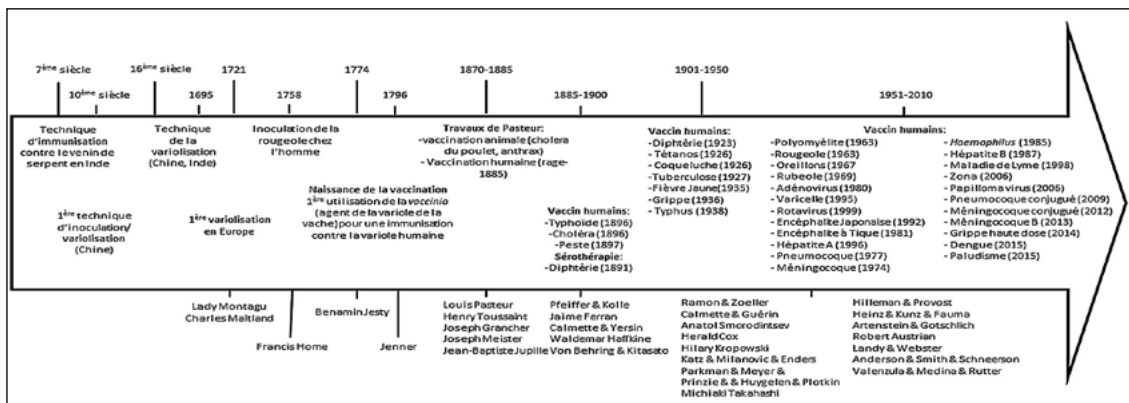 7ème siècle
16ème siècle
1721
1774
1870-1885
1901-1950
10ème siècle
1695
1758
1796
1885-1900
1951-2010
Technique
d'immunisation
contre le venin de
serpent en Inde
1ère technique
d'inoculation/
variolisation
(Chine)
Technique
de la
variolisation
(Chine, Inde)
1ère variolisation
en Europe
Inoculation de la
rougeole chez
l'homme
Naissance de la vaccination
1ère utilisation de la vaccinia
(agent de la variole de la
vache) pour une immunisation
contre la variole humaine
Travaux de Pasteur:
-vaccination animale (cholera
du poulet, anthrax)
- Vaccination humaine (rage-
1885)
Vaccin humains:
-Typhoïde (1896)
-Choléra (1896)
-Peste (1897)
Sérothérapie:
-Diphtérie (1891)
Vaccin humains:
- Diphtérie (1923)
- Tétanos (1926)
- Coqueluche (1926)
- Tuberculose (1927)
- Fièvre Jaune (1935)
- Grippe (1936)
- Typhus (1938)
Vaccin humains:
- Polyomyélite (1963)
- Rougeole (1963)
- Oreillons (1967)
- Rubeole (1969)
- Adénovirus (1980)
- Varicelle (1995)
- Rotavirus (1999)
- Encéphalite Japonaise (1992)
- Encéphalite à Tique (1981)
- Hépatite A (1996)
- Pneumocoque (1977)
- Méningocoque (1974)
- Haemophilus (1985)
- Hépatite B (1987)
- Maladie de Lyme (1998)
- Zona (2006)
- Papilloma virus (2006)
- Pneumocoque conjugué (2009)
- Méningocoque conjugué (2012)
- Méningocoque B (2013)
- Grippe haute dose (2014)
- Dengue (2015)
- Paludisme (2015)
Lady Montagu
Charles Maitland
Francis Home
Benamin Jesty
Jenner
Louis Pasteur
Henry Toussaint
Joseph Grancher
Joseph Meister
Jean-Baptiste Jupille
Pfeiffer & Kolle
Jaime Ferran
Calmette & Yersin
Waldemar Haffkine
Von Behring & Kitasato
Ramon & Zoeller
Calmette & Guérin
Anatol Smorodintsev
Herald Cox
Hilary Kropowski
Katz & Milanovic & Enders
Parkman & Meyer &
Prinzie & & Huygelen & Plotkin
Michiaki Takahashi
Hilleman & Provost
Heinz & Kunz & Fauma
Artenstein & Gotschlich
Robert Austrian
Landy & Webster
Anderson & Smith & Schneerson
Valenzula & Medina & Rutter